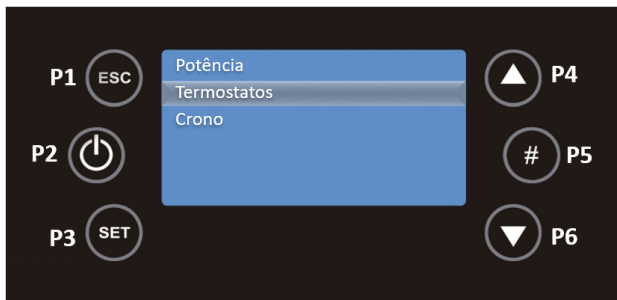 P1 ESC
Potência
Termostatos
Crono
P4
P2
# P5
P3 SET
P6